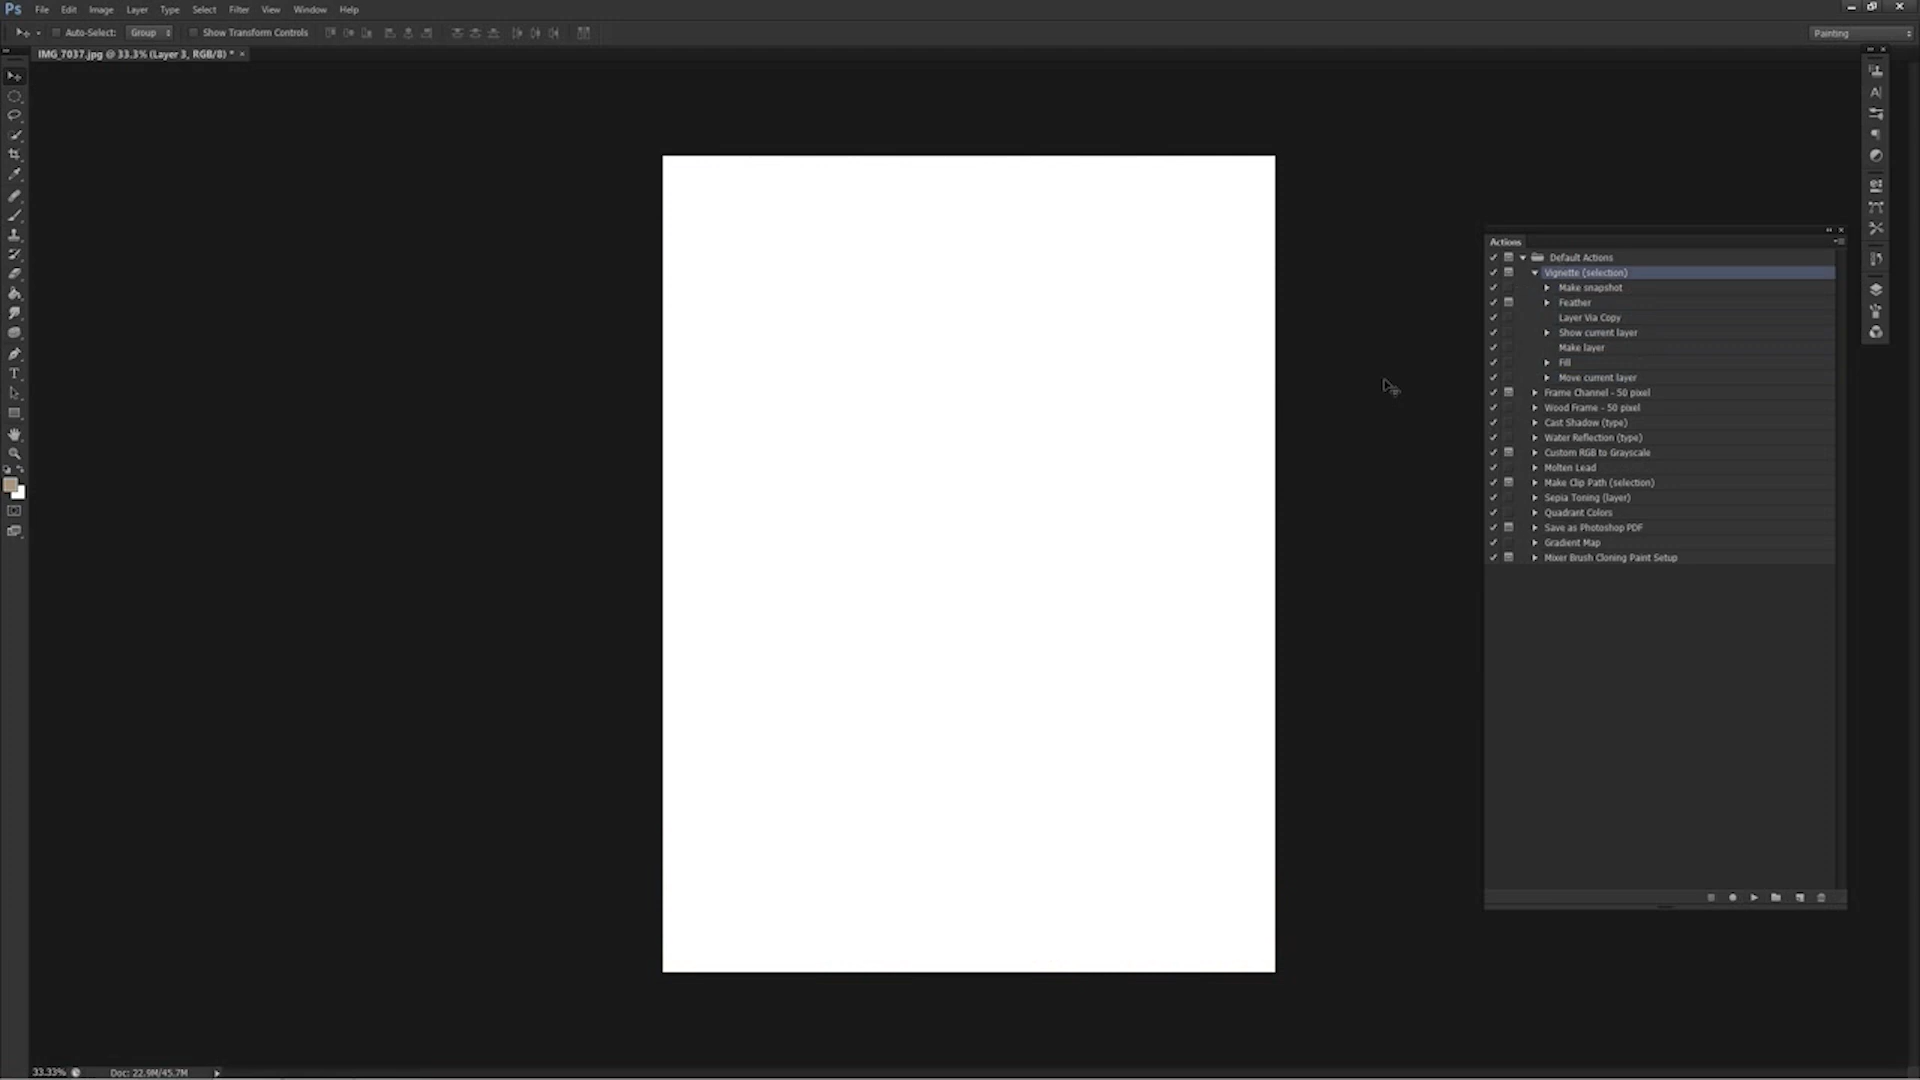 Ps File Edit Image Layer Type Select Filter View Window Help
Auto-Select: Group Show Transform Controls Painting
IMG_7037.jpg @ 33.3% (Layer 3, RGB/8) * ×
Actions
Default Actions
Vignette (selection)
Make snapshot
Feather
Layer Via Copy
Show current layer
Make layer
Fill
Move current layer
Frame Channel - 50 pixel
Wood Frame - 50 pixel
Cast Shadow (type)
Water Reflection (type)
Custom RGB to Grayscale
Molten Lead
Make Clip Path (selection)
Sepia Toning (layer)
Quadrant Colors
Save as Photoshop PDF
Gradient Map
Mixer Brush Cloning Paint Setup
33.33% Doc: 22.9M/45.7M